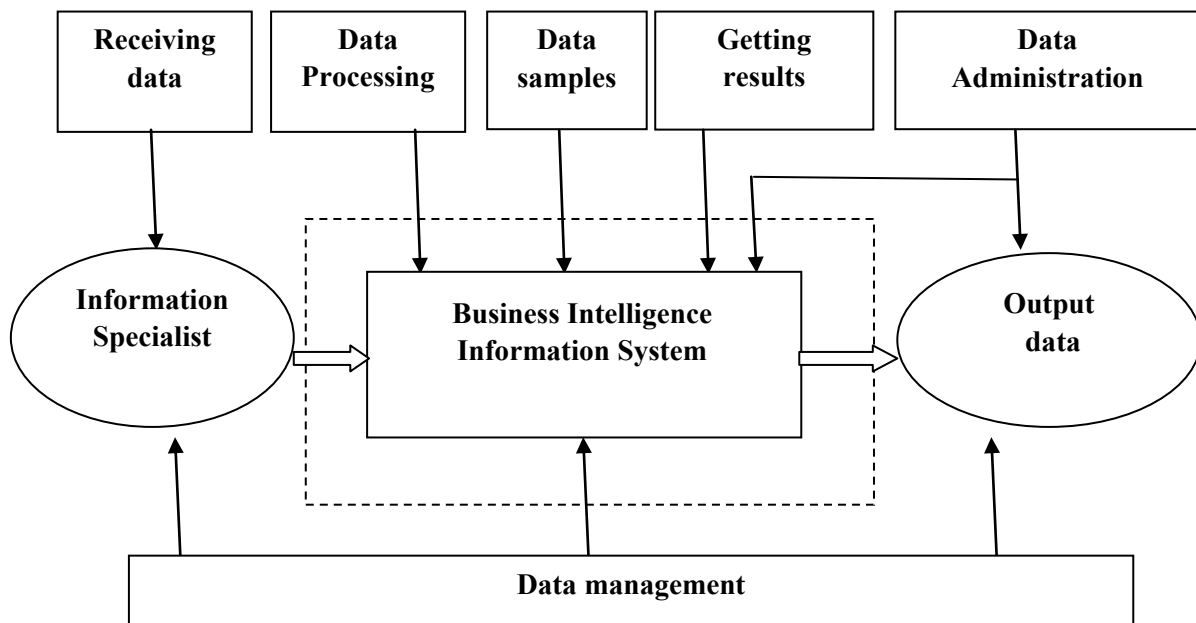 Receiving
data
Data
Processing
Data
samples
Getting
results
Data
Administration
Information
Specialist
Business Intelligence
Information System
Output
data
Data management